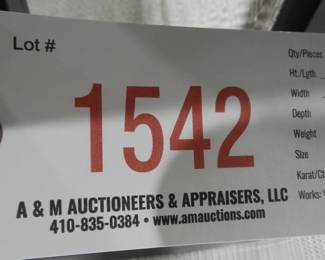 Lot #
1542
A & M AUCTIONEERS & APPRAISERS, LLC
410-835-0384 • www.amauctions.com
Qty/Pieces
Ht./Lgth.
Width
Depth
Weight
Size
Karat/Ct
Works: